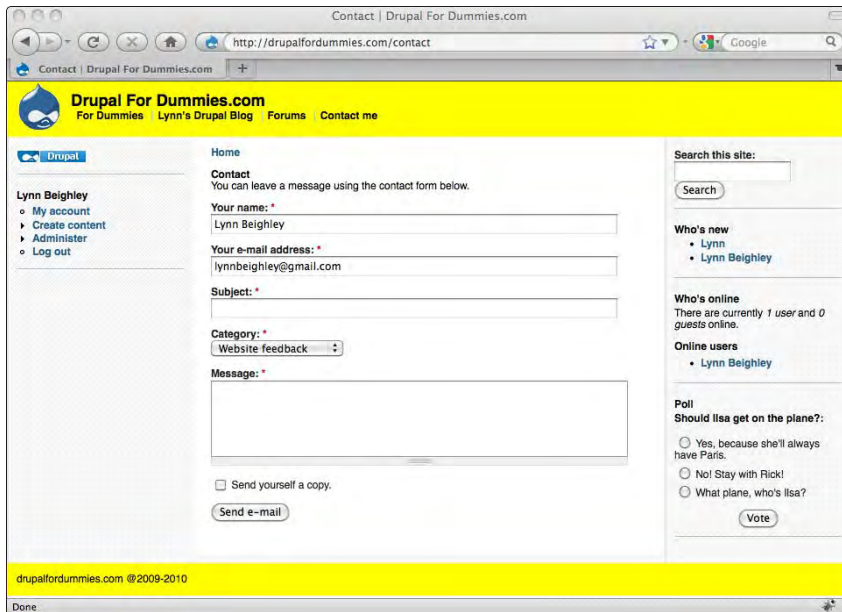 Contact | Drupal For Dummies.com
http://drupalfordummies.com/contact
Google
Contact | Drupal For Dummies.com
+
Drupal For Dummies.com
For Dummies | Lynn's Drupal Blog | Forums | Contact me
Drupal
Lynn Beighley
My account
Create content
Administer
Log out
Home
Contact
You can leave a message using the contact form below.
Your name: *
Lynn Beighley
Your e-mail address: *
lynnbeighley@gmail.com
Subject: *
Category: *
Website feedback
Message: *
Send yourself a copy.
Send e-mail
Search this site:
Search
Who's new
• Lynn
• Lynn Beighley
Who's online
There are currently 1 user and 0
guests online.
Online users
• Lynn Beighley
Poll
Should Ilsa get on the plane?:
Yes, because she'll always
have Paris.
No! Stay with Rick!
What plane, who's Ilsa?
Vote
drupalfordummies.com @2009-2010
Done